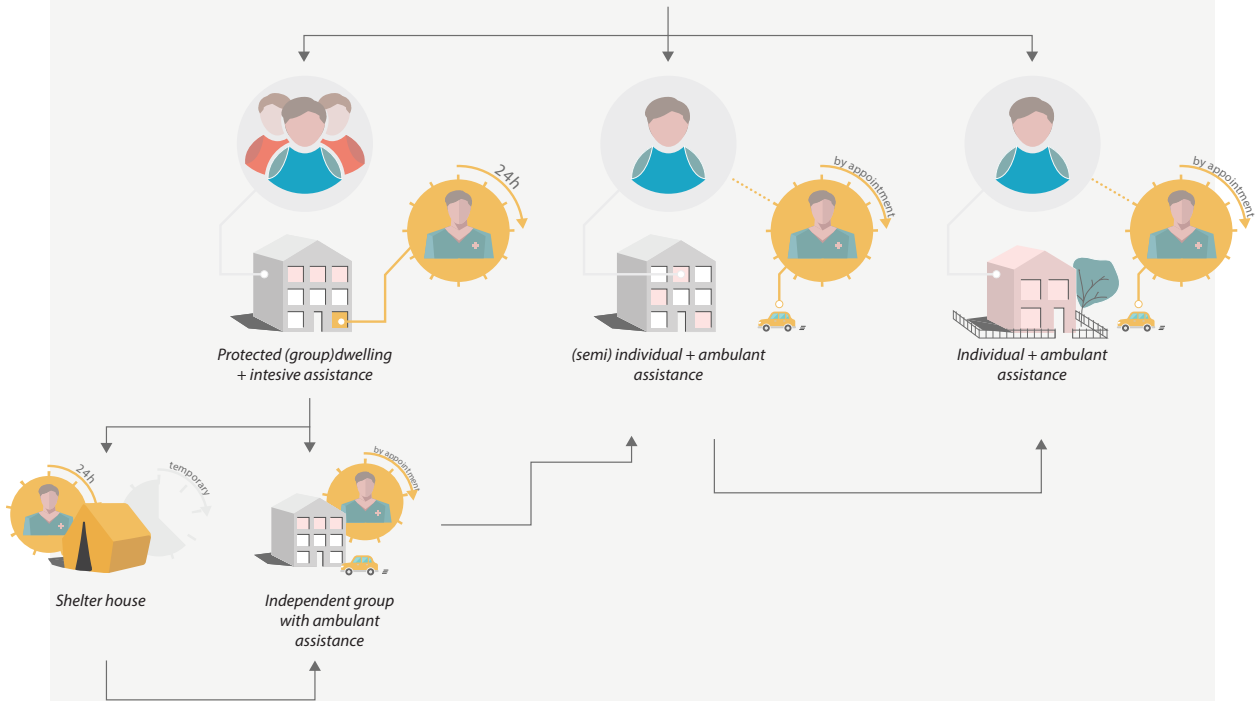 24h
by appointment
by appointment
Protected (group)dwelling
+ intesive assistance
(semi) individual + ambulant
assistance
Individual + ambulant
assistance
24h
temporary
by appointment
Shelter house
Independent group
with ambulant
assistance